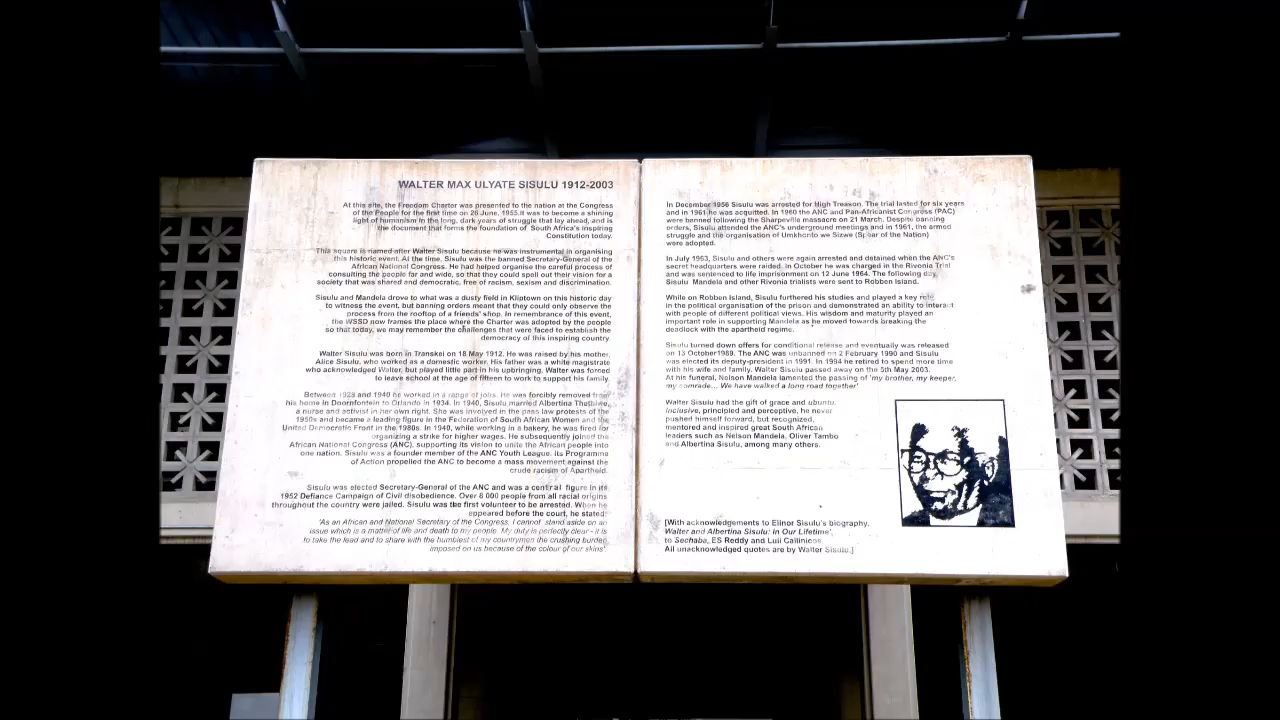 WALTER MAX ULYATE SISULU 1912-2003
At this site, the Freedom Charter was presented to the nation at the Congress
of the People for the first time on 26 June, 1955.It was to become a shining
light of humanism in the long, dark years of struggle that lay ahead, and is
the document that forms the foundation of South Africa's inspiring
Constitution today.
This square is named after Walter Sisulu because he was instrumental in organising
this historic event. At the time, Sisulu was the banned Secretary-General of the
African National Congress. He had helped organise the careful process of
consulting the people far and wide, so that they could spell out their vision for a
society that was shared and democratic, free of racism, sexism and discrimination.
Sisulu and Mandela drove to what was a dusty field in Kliptown on this historic day
to witness the event, but banning orders meant that they could only observe the
process from the rooftop of a friends' shop. In remembrance of this event,
the WSSD now frames the place where the Charter was adopted by the people
so that today, we may remember the challenges that were faced to establish the
democracy of this inspiring country.
Walter Sisulu was born in Transkei on 18 May 1912. He was raised by his mother,
Alice Sisulu, who worked as a domestic worker. His father was a white magistrate
who acknowledged Walter, but played little part in his upbringing. Walter was forced
to leave school at the age of fifteen to work to support his family.
Between 1928 and 1940 he worked in a range of jobs. He was forcibly removed from
his home in Doornfontein to Orlando in 1934. In 1940, Sisulu married Albertina Thethiwe,
a nurse and activist in her own right. She was involved in the pass law protests of the
1950s and became a leading figure in the Federation of South African Women and the
United Democratic Front in the 1980s. In 1940, while working in a bakery, he was fired for
organizing a strike for higher wages. He subsequently joined the
African National Congress (ANC), supporting its vision to unite the African people into
one nation. Sisulu was a founder member of the ANC Youth League. Its Programme
of Action propelled the ANC to become a mass movement against the
crude racism of Apartheid.
Sisulu was elected Secretary-General of the ANC and was a central figure in its
1952 Defiance Campaign of Civil disobedience. Over 8 000 people from all racial origins
throughout the country were jailed. Sisulu was the first volunteer to be arrested. When he
appeared before the court, he stated:
'As an African and National Secretary of the Congress, I cannot stand aside on an
issue which is a matter of life and death to my people. My duty is perfectly clear - it is
to take the lead and to share with the humblest of my countrymen the crushing burden
imposed on us because of the colour of our skins'.
In December 1956 Sisulu was arrested for High Treason. The trial lasted for six years
and in 1961 he was acquitted. In 1960 the ANC and Pan-Africanist Congress (PAC)
were banned following the Sharpeville massacre on 21 March. Despite banning
orders, Sisulu attended the ANC's underground meetings and in 1961, the armed
struggle and the organisation of Umkhonto we Sizwe (Spear of the Nation)
were adopted.
In July 1963, Sisulu and others were again arrested and detained when the ANC's
secret headquarters were raided. In October he was charged in the Rivonia Trial
and was sentenced to life imprisonment on 12 June 1964. The following day,
Sisulu Mandela and other Rivonia trialists were sent to Robben Island.
While on Robben Island, Sisulu furthered his studies and played a key role
in the political organisation of the prison and demonstrated an ability to interact
with people of different political views. His wisdom and maturity played an
important role in supporting Mandela as he moved towards breaking the
deadlock with the apartheid regime.
Sisulu turned down offers for conditional release and eventually was released
on 13 October1989. The ANC was unbanned on 2 February 1990 and Sisulu
was elected its deputy-president in 1991. In 1994 he retired to spend more time
with his wife and family. Walter Sisulu passed away on the 5th May 2003.
At his funeral, Nelson Mandela lamented the passing of 'my brother, my keeper,
my comrade... We have walked a long road together'
Walter Sisulu had the gift of grace and ubuntu.
Inclusive, principled and perceptive, he never
pushed himself forward, but recognized,
mentored and inspired great South African
leaders such as Nelson Mandela, Oliver Tambo
and Albertina Sisulu, among many others.
[With acknowledgements to Elinor Sisulu's biography,
'Walter and Albertina Sisulu: In Our Lifetime',
to Sechaba, ES Reddy and Luli Callinicos.
All unacknowledged quotes are by Walter Sisulu.]